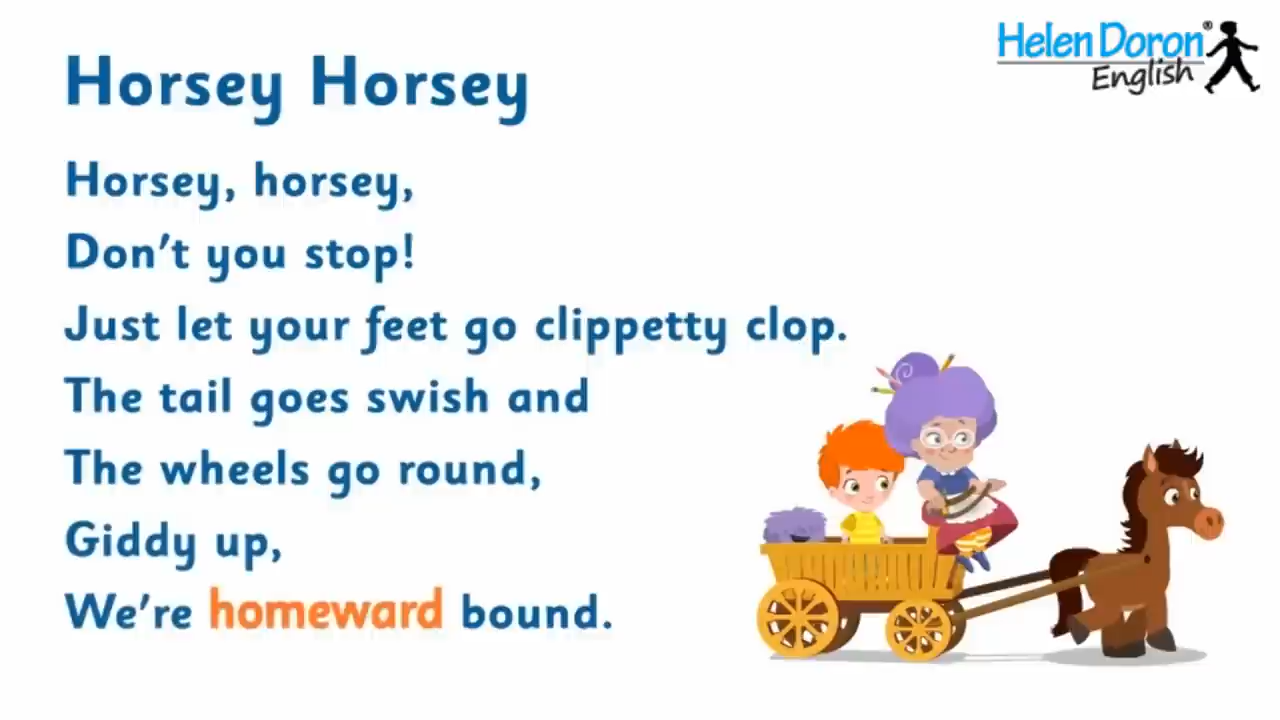 Helen Doron®
English
Horsey Horsey
Horsey, horsey,
Don't you stop!
Just let your feet go clippetty clop.
The tail goes swish and
The wheels go round,
Giddy up,
We're homeward bound.